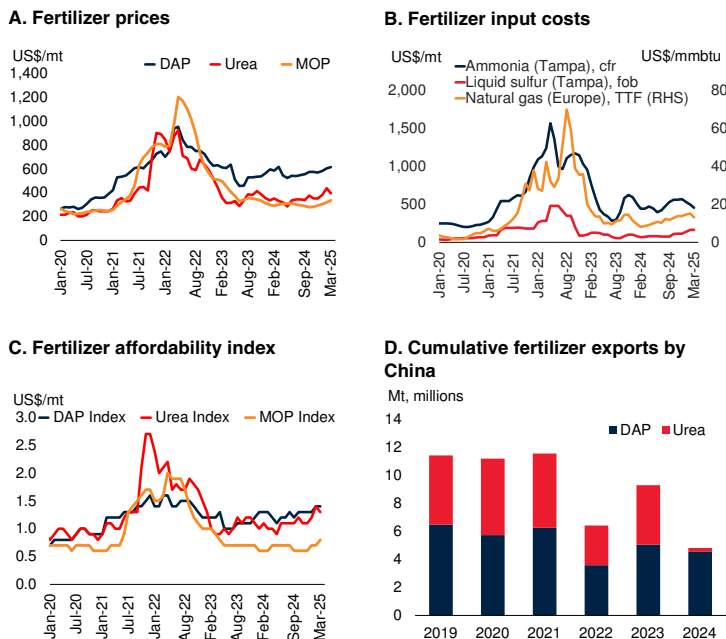 A. Fertilizer prices
US$/mt
DAP Urea MOP
1,400
1,200
1,000
800
600
400
200
0
Jan-20 Jul-20 Jan-21 Jul-21 Jan-22 Aug-22 Feb-23 Aug-23 Feb-24 Sep-24 Mar-25
B. Fertilizer input costs
US$/mt US$/mmbtu
Ammonia (Tampa), cfr
Liquid sulfur (Tampa), fob
Natural gas (Europe), TTF (RHS)
2,000 80
1,500 60
1,000 40
500 20
0 0
Jan-20 Jul-20 Jan-21 Jul-21 Jan-22 Aug-22 Feb-23 Aug-23 Feb-24 Sep-24 Mar-25
C. Fertilizer affordability index
US$/mt
DAP Index Urea Index MOP Index
3.0
2.5
2.0
1.5
1.0
0.5
0.0
Jan-20 Jul-20 Jan-21 Jul-21 Jan-22 Aug-22 Feb-23 Aug-23 Feb-24 Sep-24 Mar-25
D. Cumulative fertilizer exports by
China
Mt, millions
DAP Urea
14
12
10
8
6
4
2
0
2019 2020 2021 2022 2023 2024